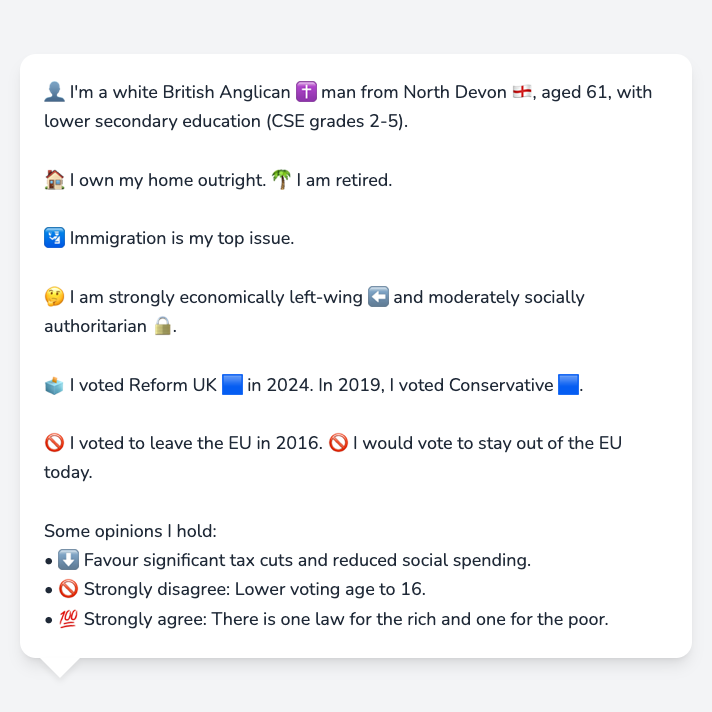 👤 I'm a white British Anglican ✝️ man from North Devon 🏴󠁧󠁢󠁥󠁮󠁧󠁿, aged 61, with
lower secondary education (CSE grades 2-5).
🏠 I own my home outright. 🌴 I am retired.
🛂 Immigration is my top issue.
🤔 I am strongly economically left-wing ⬅️ and moderately socially
authoritarian 🔒.
🗳️ I voted Reform UK 🟦 in 2024. In 2019, I voted Conservative 🟦.
🚫 I voted to leave the EU in 2016. 🚫 I would vote to stay out of the EU
today.
Some opinions I hold:
• ⬇️ Favour significant tax cuts and reduced social spending.
• 🚫 Strongly disagree: Lower voting age to 16.
• 💯 Strongly agree: There is one law for the rich and one for the poor.